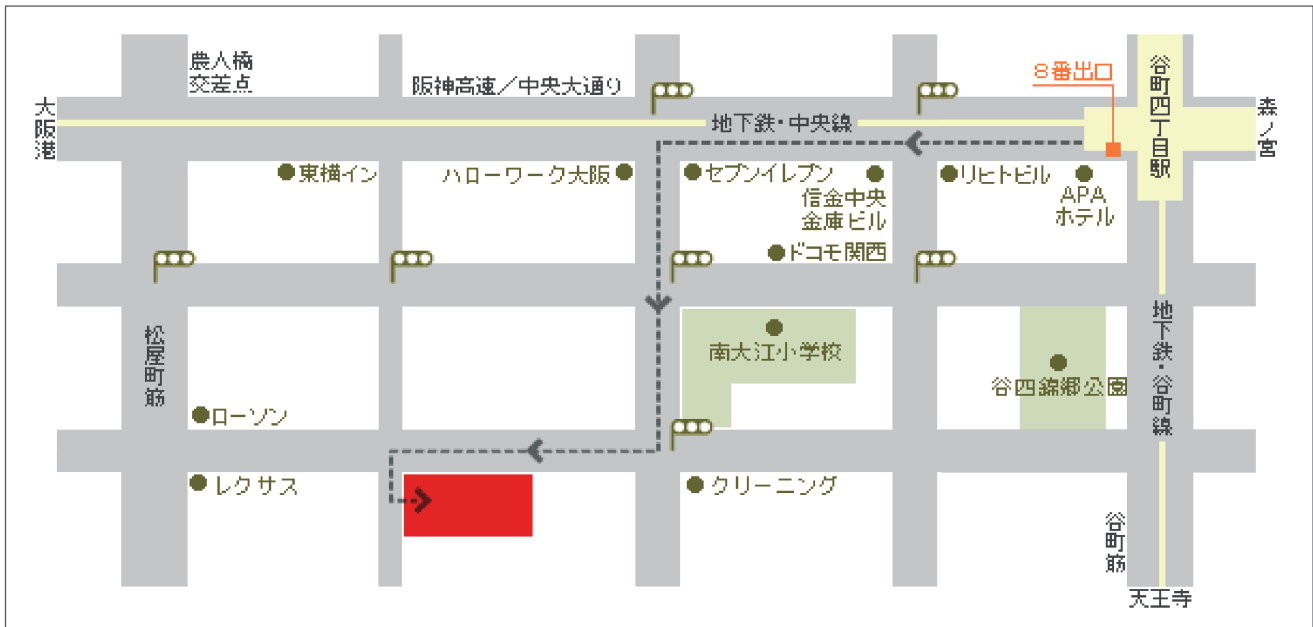 農人橋
交差点
阪神高速／中央大通り
8番出口
谷町四丁目駅
大阪港
地下鉄・中央線
森ノ宮
東横イン
ハローワーク大阪
セブンイレブン
信金中央
金庫ビル
リヒトビル
APA
ホテル
ドコモ関西
松屋町筋
南大江小学校
谷四錦郷公園
地下鉄・谷町線
ローソン
レクサス
クリーニング
谷町筋
天王寺